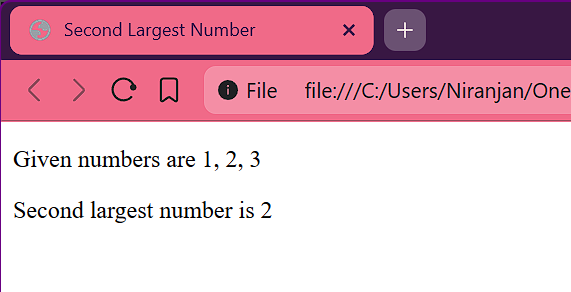 Second Largest Number
File file:///C:/Users/Niranjan/One
Given numbers are 1, 2, 3
Second largest number is 2